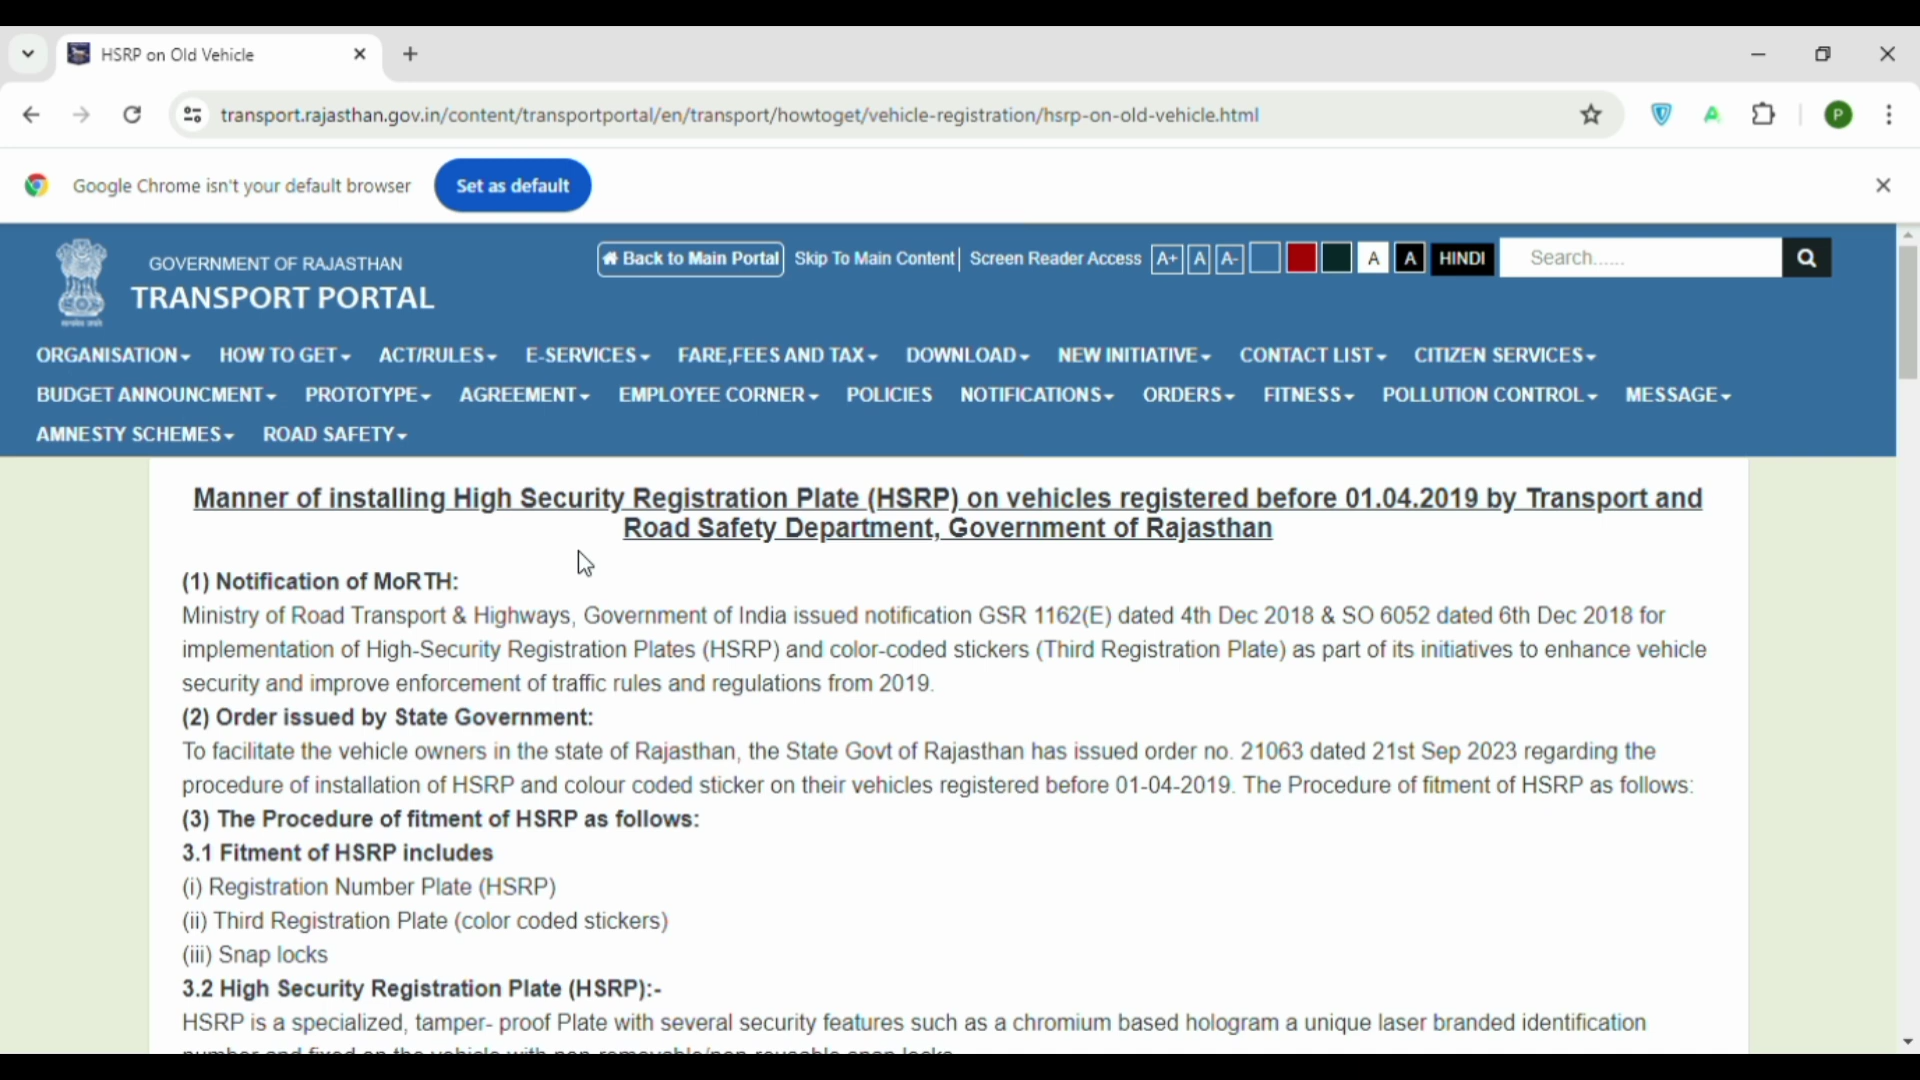 HSRP on Old Vehicle
transport.rajasthan.gov.in/content/transportportal/en/transport/howtoget/vehicle-registration/hsrp-on-old-vehicle.html
P
Google Chrome isn't your default browser
Set as default
GOVERNMENT OF RAJASTHAN
TRANSPORT PORTAL
Back to Main Portal Skip To Main Content Screen Reader Access A+ A A- A A HINDI Search......
ORGANISATION HOW TO GET ACT/RULES E-SERVICES FARE,FEES AND TAX DOWNLOAD NEW INITIATIVE CONTACT LIST CITIZEN SERVICES
BUDGET ANNOUNCMENT PROTOTYPE AGREEMENT EMPLOYEE CORNER POLICIES NOTIFICATIONS ORDERS FITNESS POLLUTION CONTROL MESSAGE
AMNESTY SCHEMES ROAD SAFETY
Manner of installing High Security Registration Plate (HSRP) on vehicles registered before 01.04.2019 by Transport and
Road Safety Department, Government of Rajasthan
(1) Notification of MoRTH:
Ministry of Road Transport & Highways, Government of India issued notification GSR 1162(E) dated 4th Dec 2018 & SO 6052 dated 6th Dec 2018 for
implementation of High-Security Registration Plates (HSRP) and color-coded stickers (Third Registration Plate) as part of its initiatives to enhance vehicle
security and improve enforcement of traffic rules and regulations from 2019.
(2) Order issued by State Government:
To facilitate the vehicle owners in the state of Rajasthan, the State Govt of Rajasthan has issued order no. 21063 dated 21st Sep 2023 regarding the
procedure of installation of HSRP and colour coded sticker on their vehicles registered before 01-04-2019. The Procedure of fitment of HSRP as follows:
(3) The Procedure of fitment of HSRP as follows:
3.1 Fitment of HSRP includes
(i) Registration Number Plate (HSRP)
(ii) Third Registration Plate (color coded stickers)
(iii) Snap locks
3.2 High Security Registration Plate (HSRP):-
HSRP is a specialized, tamper- proof Plate with several security features such as a chromium based hologram a unique laser branded identification